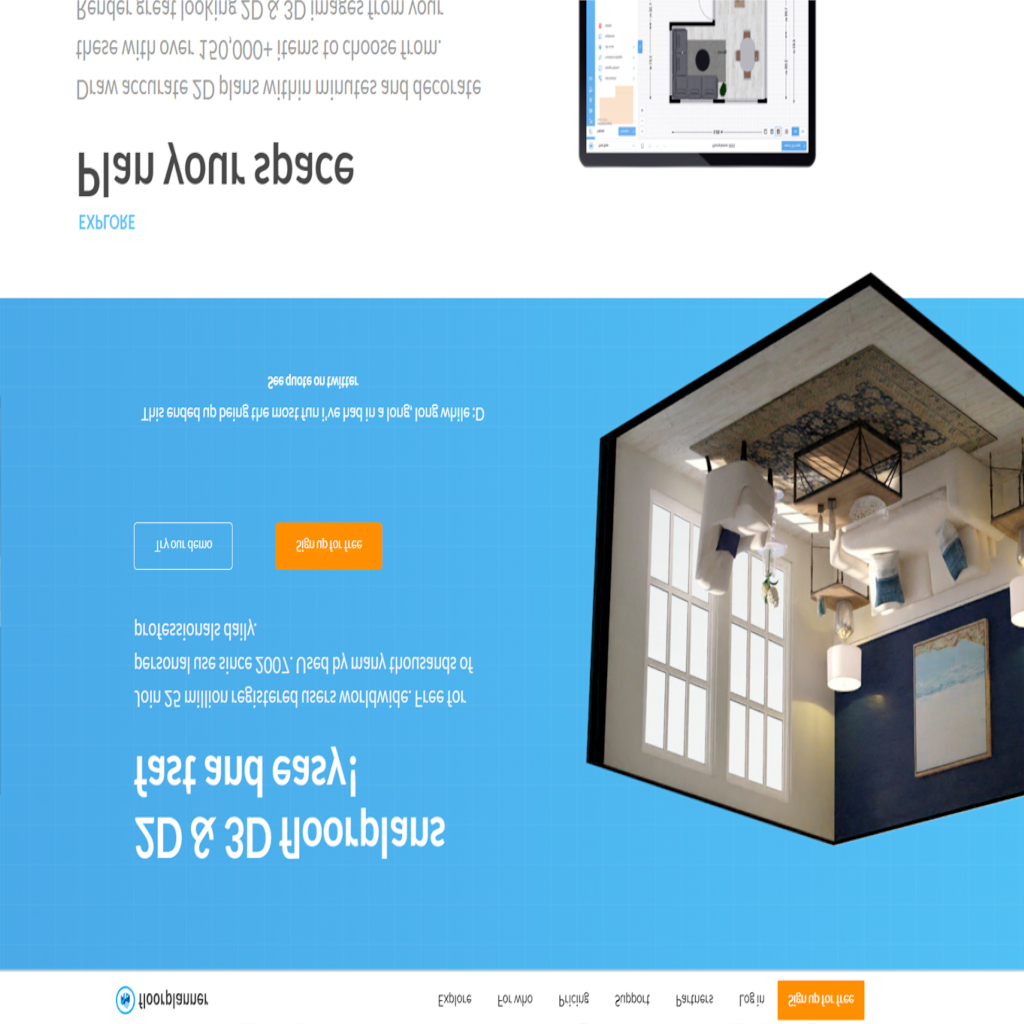 floorplanner
Explore
For who
Pricing
Support
Partners
Log in
Sign up for free
2D & 3D floorplans
fast and easy!
Join 25 million registered users worldwide. Free for
personal use since 2007. Used by many thousands of
professionals daily.
Try our demo
Sign up for free
This ended up being the most fun i've had in a long, long while :D
See quote on twitter
EXPLORE
Plan your space
Draw accurate 2D plans within minutes and decorate
these with over 150,000+ items to choose from.
Render great looking 2D & 3D images from your